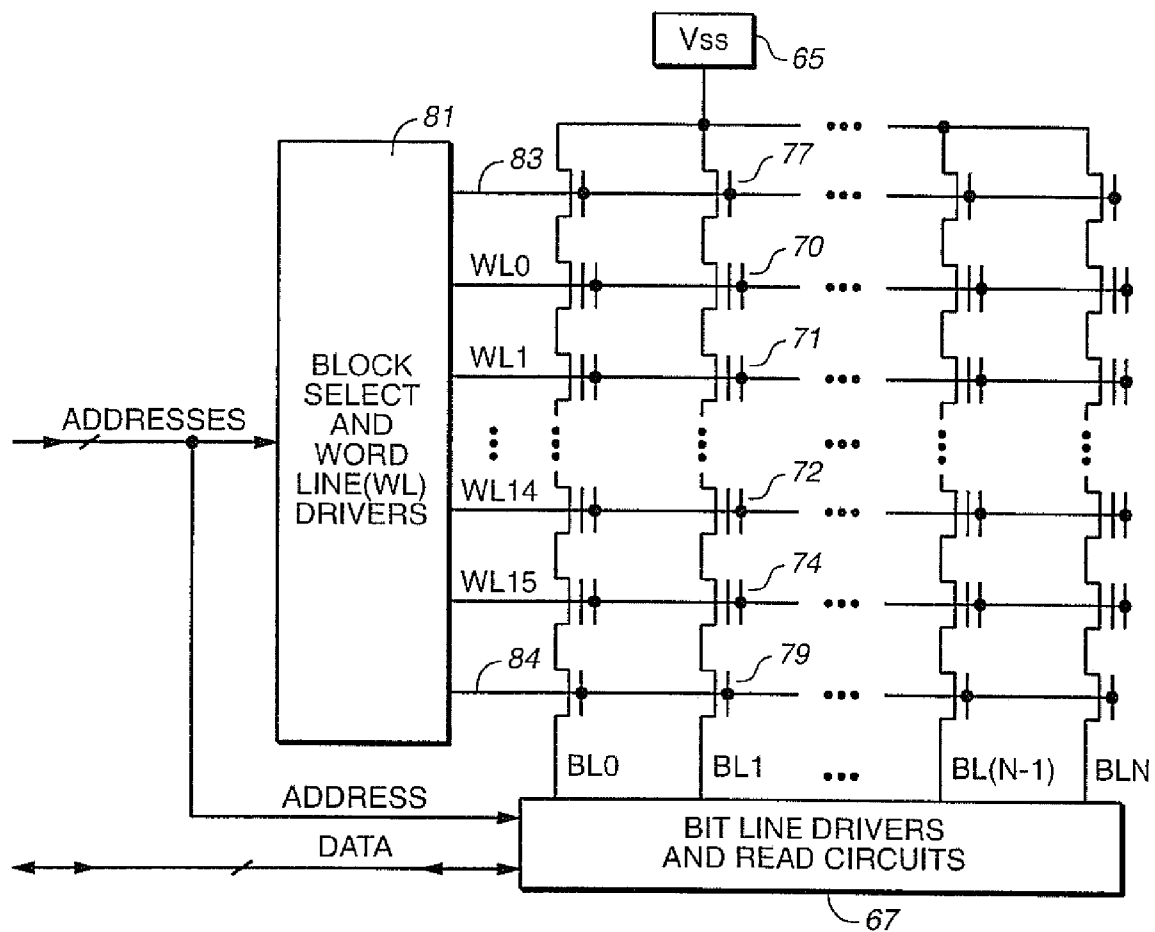 Vss
65
81
83
77
WL0
70
WL1
71
BLOCK
SELECT
AND
WORD
LINE(WL)
DRIVERS
ADDRESSES
WL14
72
WL15
74
84
79
BL0
BL1
BL(N-1)
BLN
ADDRESS
DATA
BIT LINE DRIVERS
AND READ CIRCUITS
67